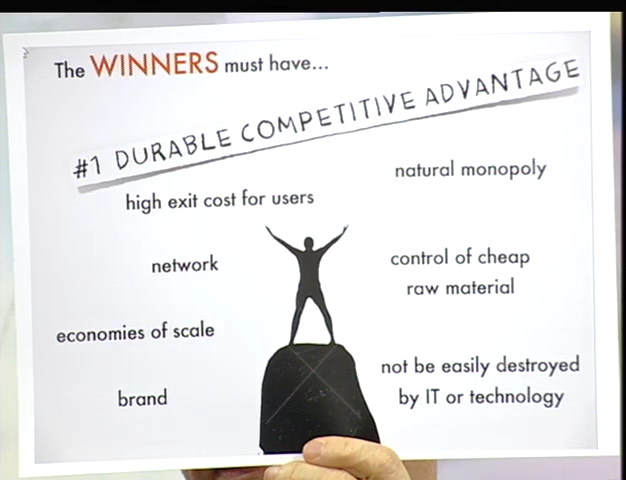 The WINNERS must have...
#1 DURABLE COMPETITIVE ADVANTAGE
natural monopoly
high exit cost for users
network
control of cheap
raw material
economies of scale
not be easily destroyed
by IT or technology
brand